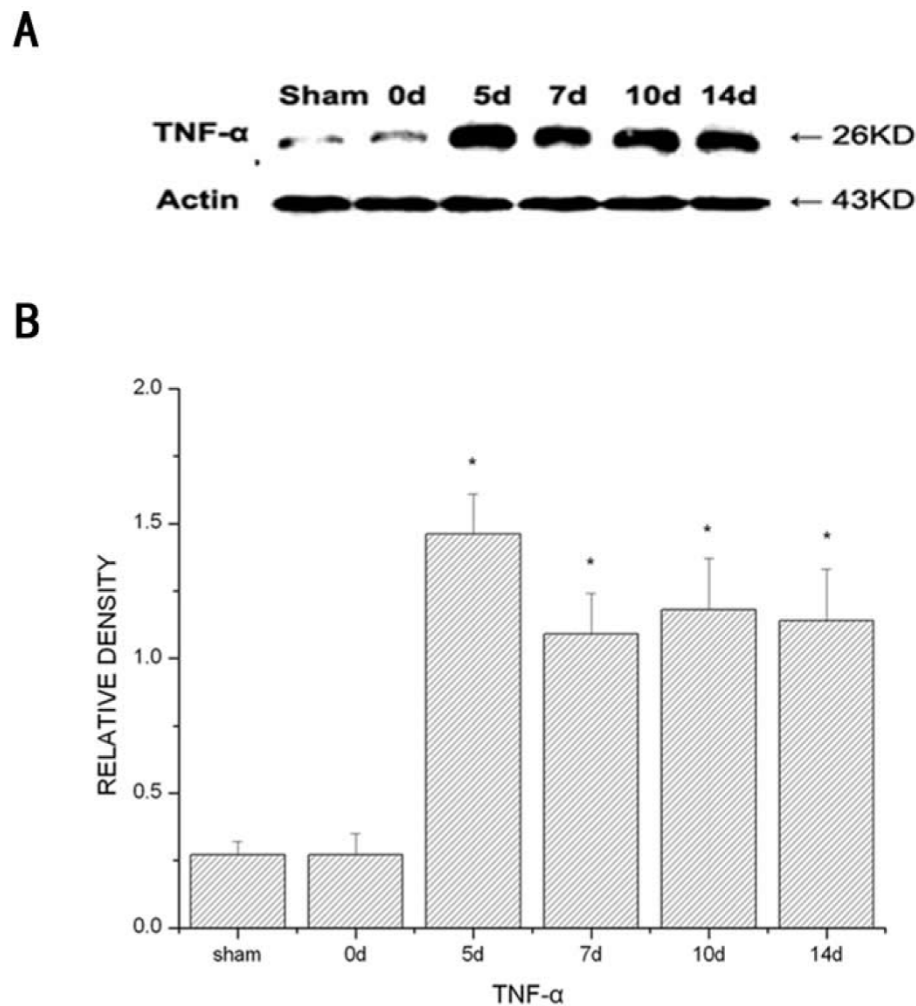 A
Sham 0d 5d 7d 10d 14d
TNF-α ← 26KD
Actin ← 43KD
B
2.0
*
1.5
*
*
*
1.0
RELATIVE DENSITY
0.5
0.0
sham 0d 5d 7d 10d 14d
TNF-α